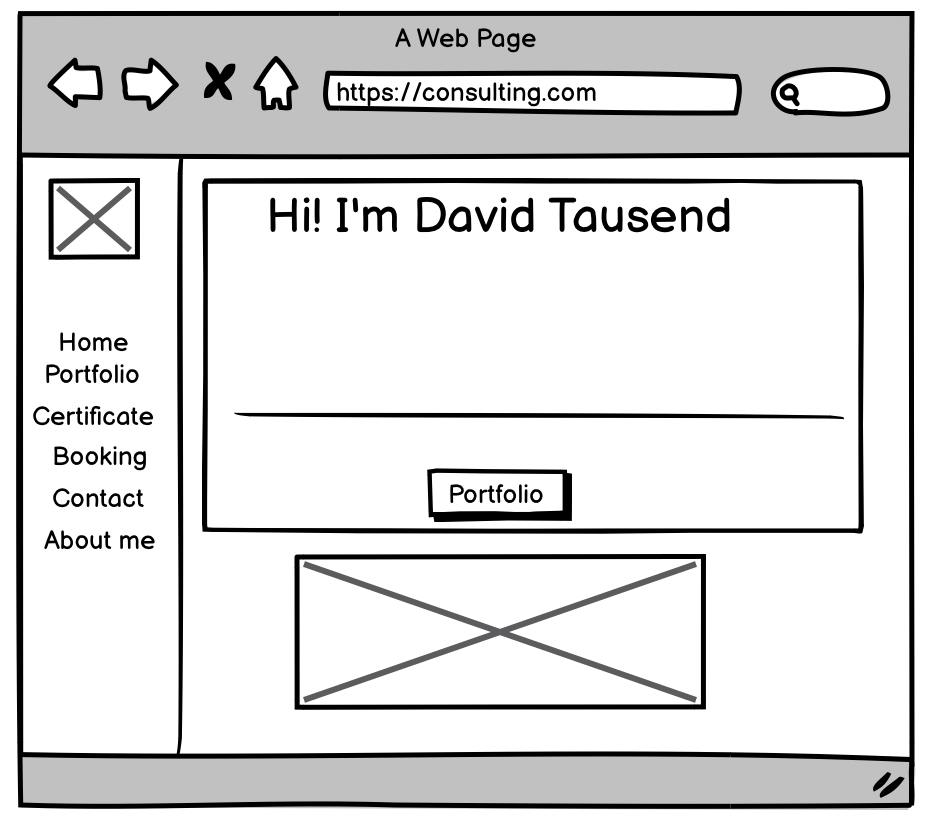 A Web Page
https://consulting.com
Hi! I'm David Tausend
Home
Portfolio
Certificate
Booking
Contact
About me
Portfolio